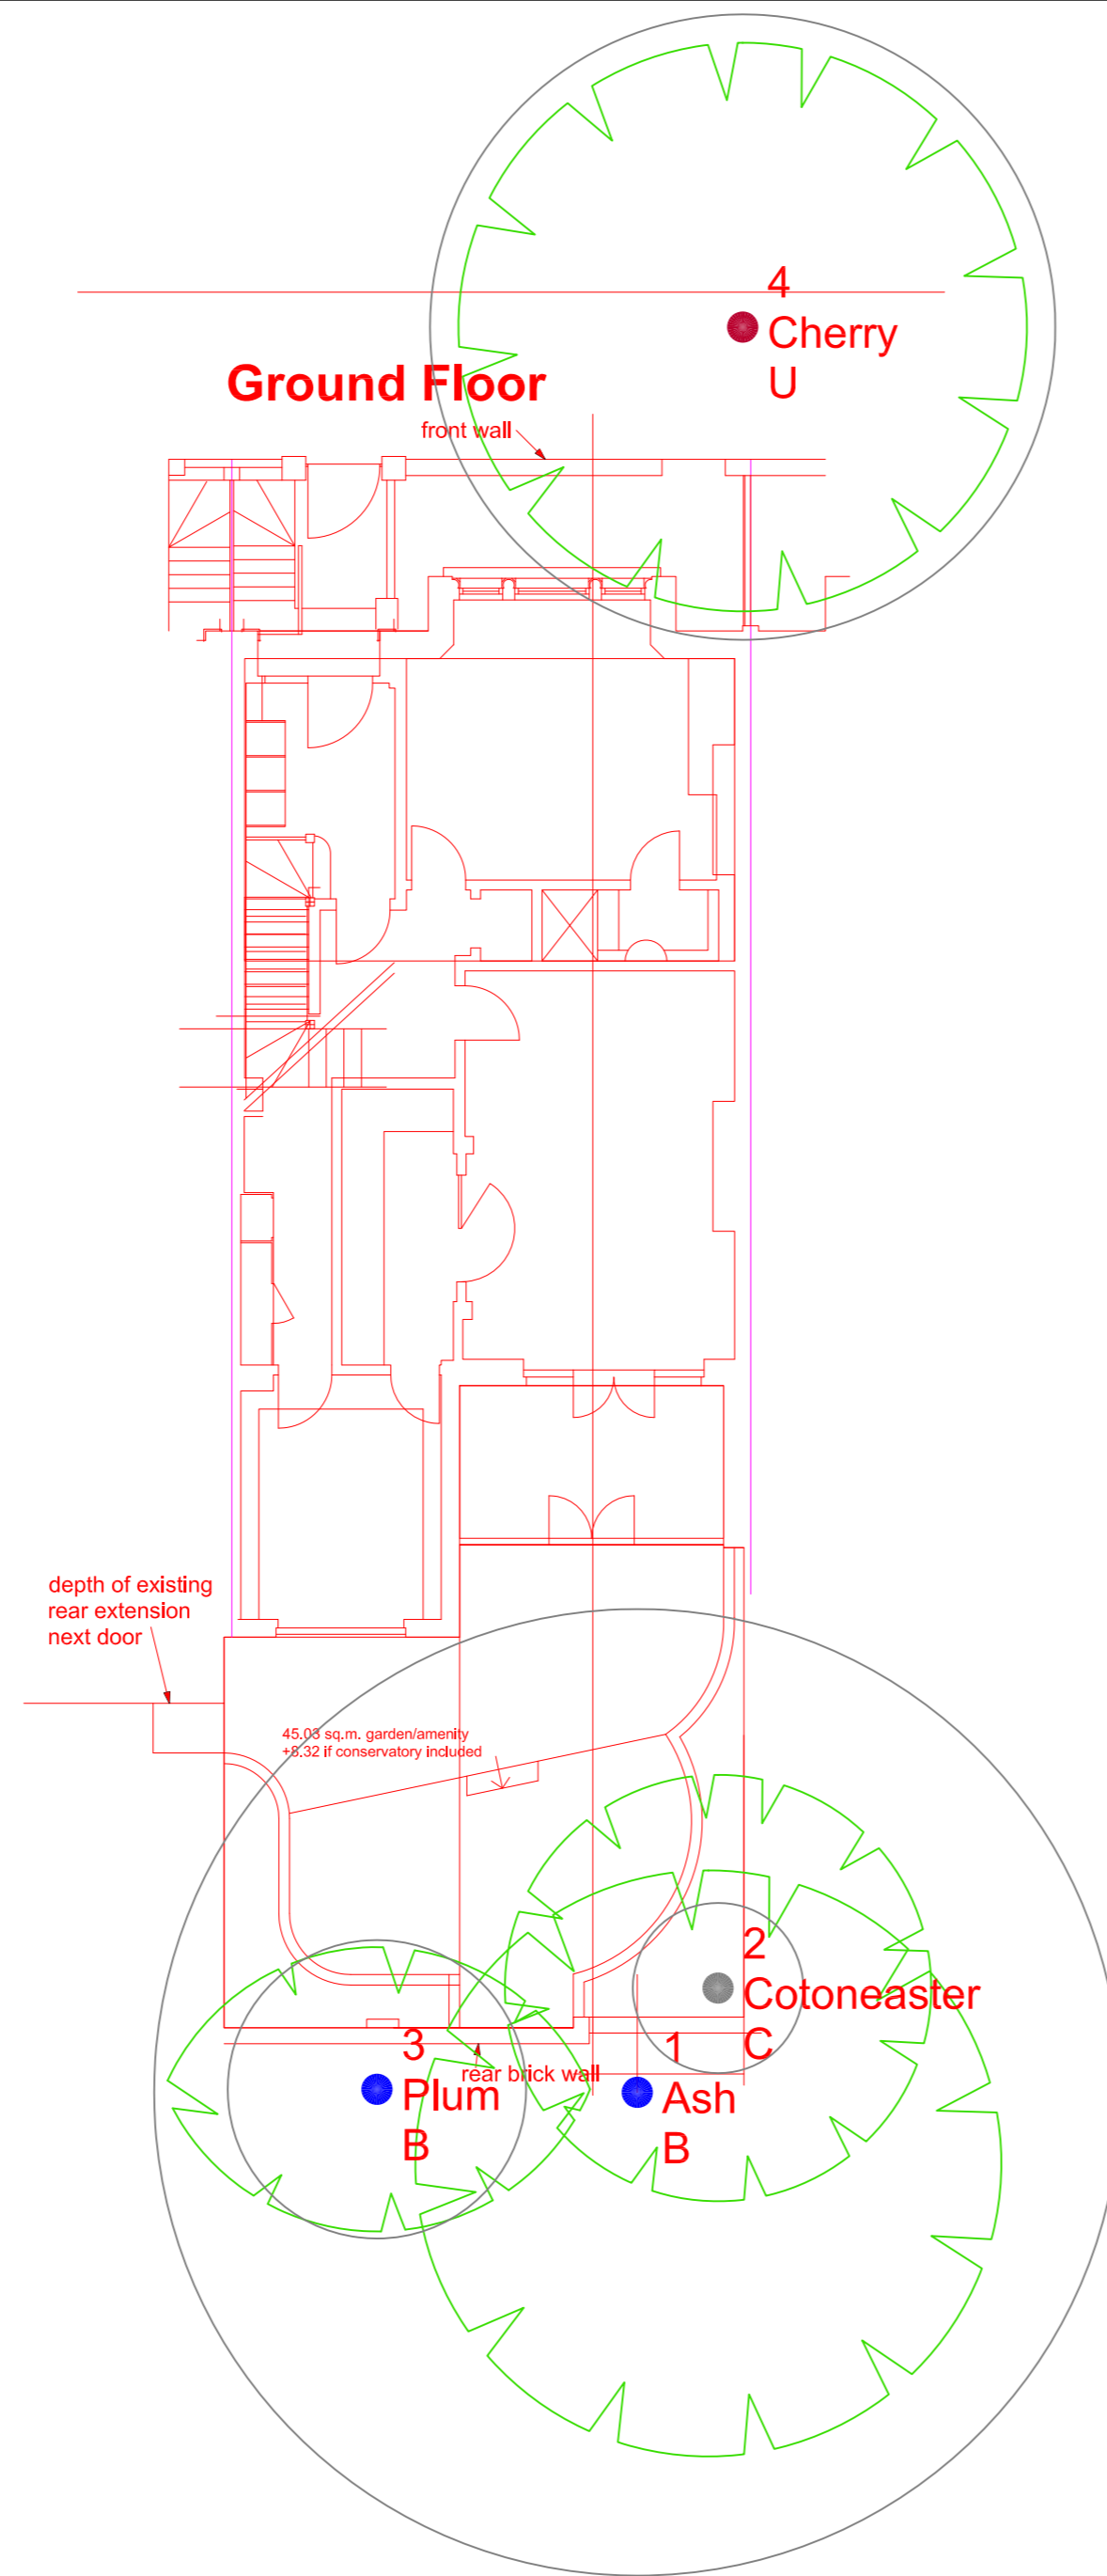 4
Cherry
U
Ground Floor
front wall
depth of existing
rear extension
next door
45.03 sq.m. garden/amenity
+8.32 if conservatory included
2
Cotoneaster
C
3
Plum
B
rear brick wall
1
Ash
B